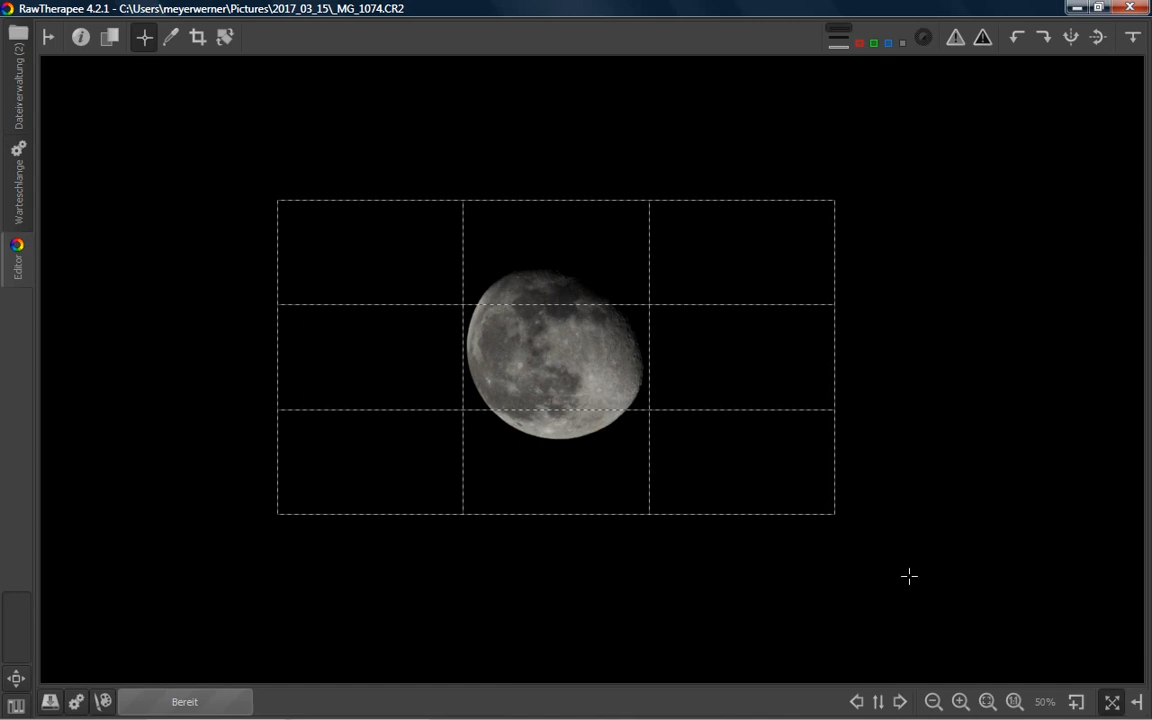 RawTherapee 4.2.1 - C:\Users\meyerwerner\Pictures\2017_03_15\_MG_1074.CR2
Dateiverwaltung (2)
Warteschlange
Editor
Bereit
50%